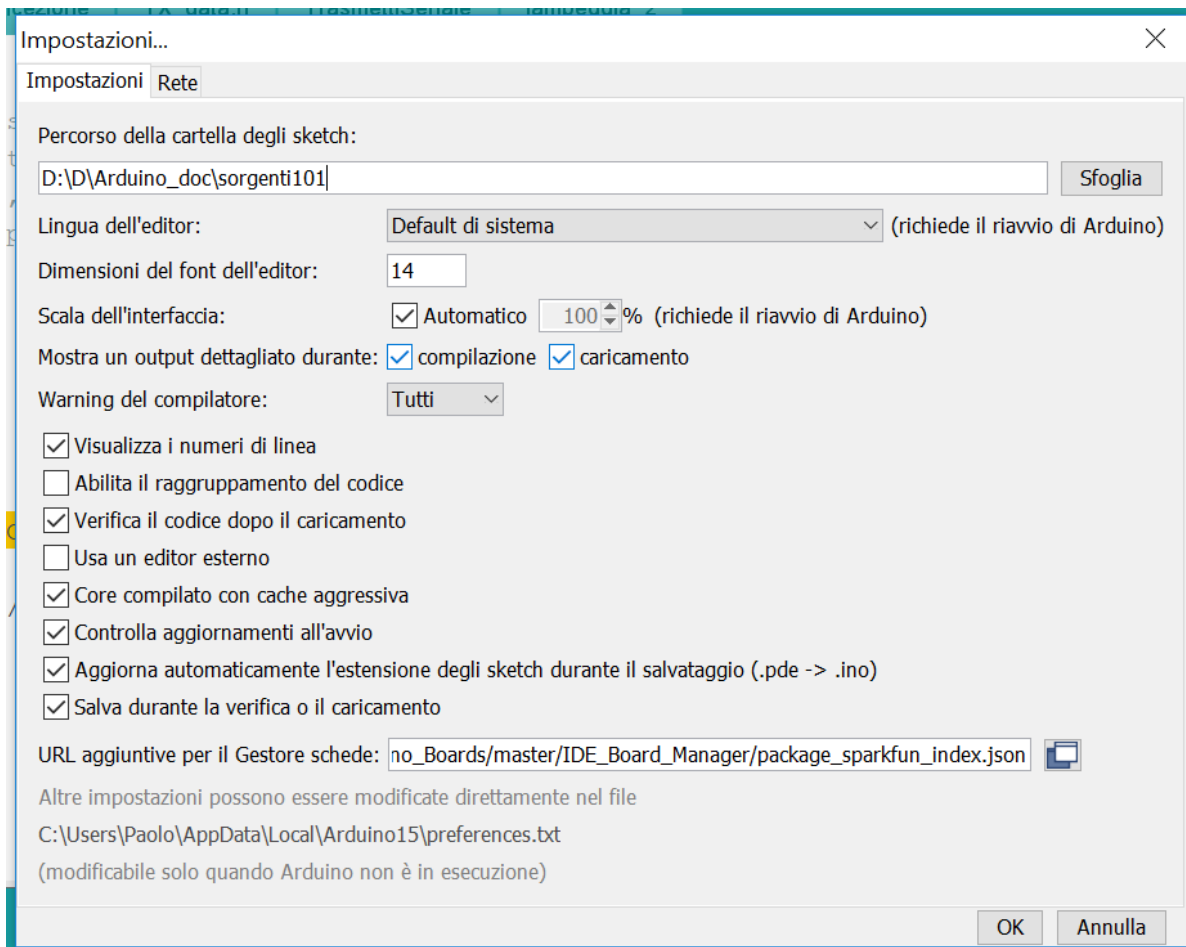 TX_data.h TrasmettiSeriale lampeggia_2
Impostazioni...
Impostazioni Rete
Percorso della cartella degli sketch:
D:\D\Arduino_doc\sorgenti101 Sfoglia
Lingua dell'editor: Default di sistema (richiede il riavvio di Arduino)
Dimensioni del font dell'editor: 14
Scala dell'interfaccia: Automatico 100 % (richiede il riavvio di Arduino)
Mostra un output dettagliato durante: compilazione caricamento
Warning del compilatore: Tutti
Visualizza i numeri di linea
Abilita il raggruppamento del codice
Verifica il codice dopo il caricamento
Usa un editor esterno
Core compilato con cache aggressiva
Controlla aggiornamenti all'avvio
Aggiorna automaticamente l'estensione degli sketch durante il salvataggio (.pde -> .ino)
Salva durante la verifica o il caricamento
URL aggiuntive per il Gestore schede: no_Boards/master/IDE_Board_Manager/package_sparkfun_index.json
Altre impostazioni possono essere modificate direttamente nel file
C:\Users\Paolo\AppData\Local\Arduino15\preferences.txt
(modificabile solo quando Arduino non è in esecuzione)
OK Annulla